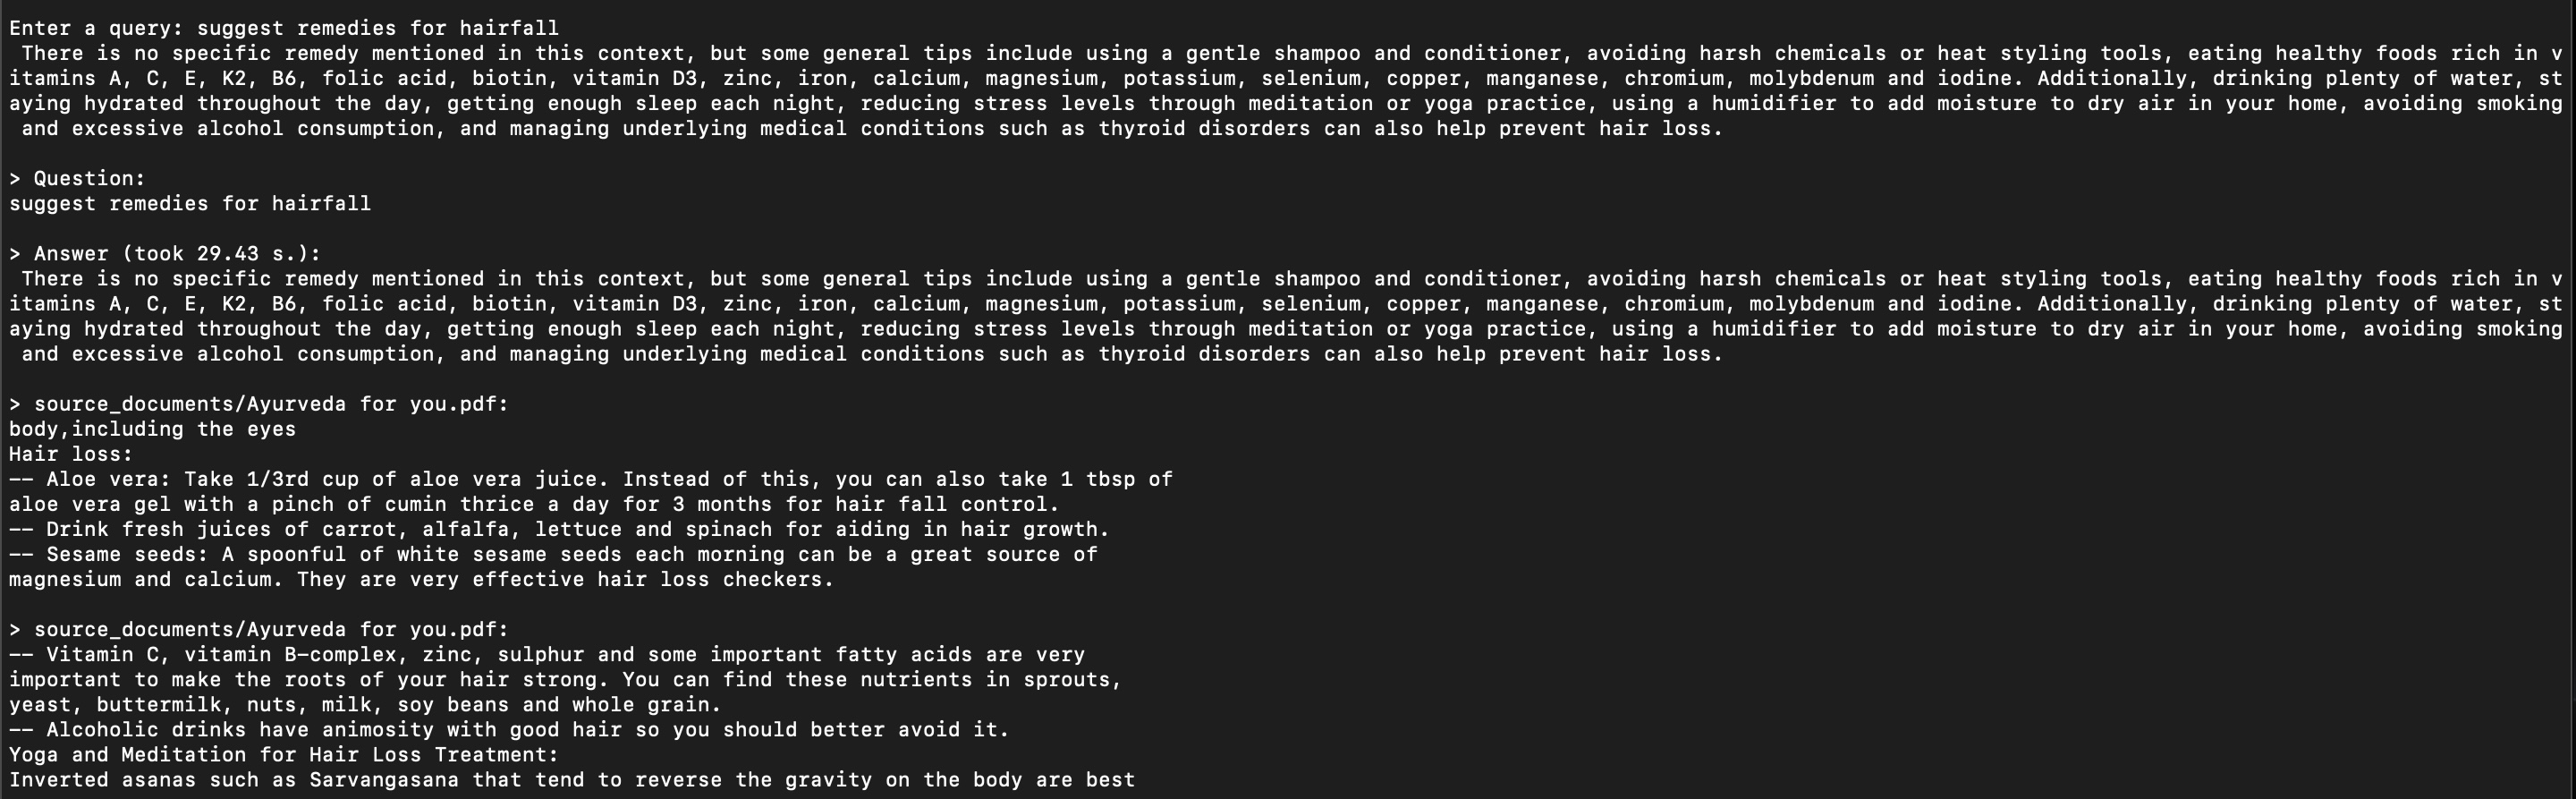 Enter a query: suggest remedies for hairfall
 There is no specific remedy mentioned in this context, but some general tips include using a gentle shampoo and conditioner, avoiding harsh chemicals or heat styling tools, eating healthy foods rich in v
itamins A, C, E, K2, B6, folic acid, biotin, vitamin D3, zinc, iron, calcium, magnesium, potassium, selenium, copper, manganese, chromium, molybdenum and iodine. Additionally, drinking plenty of water, st
aying hydrated throughout the day, getting enough sleep each night, reducing stress levels through meditation or yoga practice, using a humidifier to add moisture to dry air in your home, avoiding smoking
 and excessive alcohol consumption, and managing underlying medical conditions such as thyroid disorders can also help prevent hair loss.

> Question:
suggest remedies for hairfall

> Answer (took 29.43 s.):
 There is no specific remedy mentioned in this context, but some general tips include using a gentle shampoo and conditioner, avoiding harsh chemicals or heat styling tools, eating healthy foods rich in v
itamins A, C, E, K2, B6, folic acid, biotin, vitamin D3, zinc, iron, calcium, magnesium, potassium, selenium, copper, manganese, chromium, molybdenum and iodine. Additionally, drinking plenty of water, st
aying hydrated throughout the day, getting enough sleep each night, reducing stress levels through meditation or yoga practice, using a humidifier to add moisture to dry air in your home, avoiding smoking
 and excessive alcohol consumption, and managing underlying medical conditions such as thyroid disorders can also help prevent hair loss.

> source_documents/Ayurveda for you.pdf:
body,including the eyes
Hair loss:
-- Aloe vera: Take 1/3rd cup of aloe vera juice. Instead of this, you can also take 1 tbsp of
aloe vera gel with a pinch of cumin thrice a day for 3 months for hair fall control.
-- Drink fresh juices of carrot, alfalfa, lettuce and spinach for aiding in hair growth.
-- Sesame seeds: A spoonful of white sesame seeds each morning can be a great source of
magnesium and calcium. They are very effective hair loss checkers.

> source_documents/Ayurveda for you.pdf:
-- Vitamin C, vitamin B-complex, zinc, sulphur and some important fatty acids are very
important to make the roots of your hair strong. You can find these nutrients in sprouts,
yeast, buttermilk, nuts, milk, soy beans and whole grain.
-- Alcoholic drinks have animosity with good hair so you should better avoid it.
Yoga and Meditation for Hair Loss Treatment:
Inverted asanas such as Sarvangasana that tend to reverse the gravity on the body are best